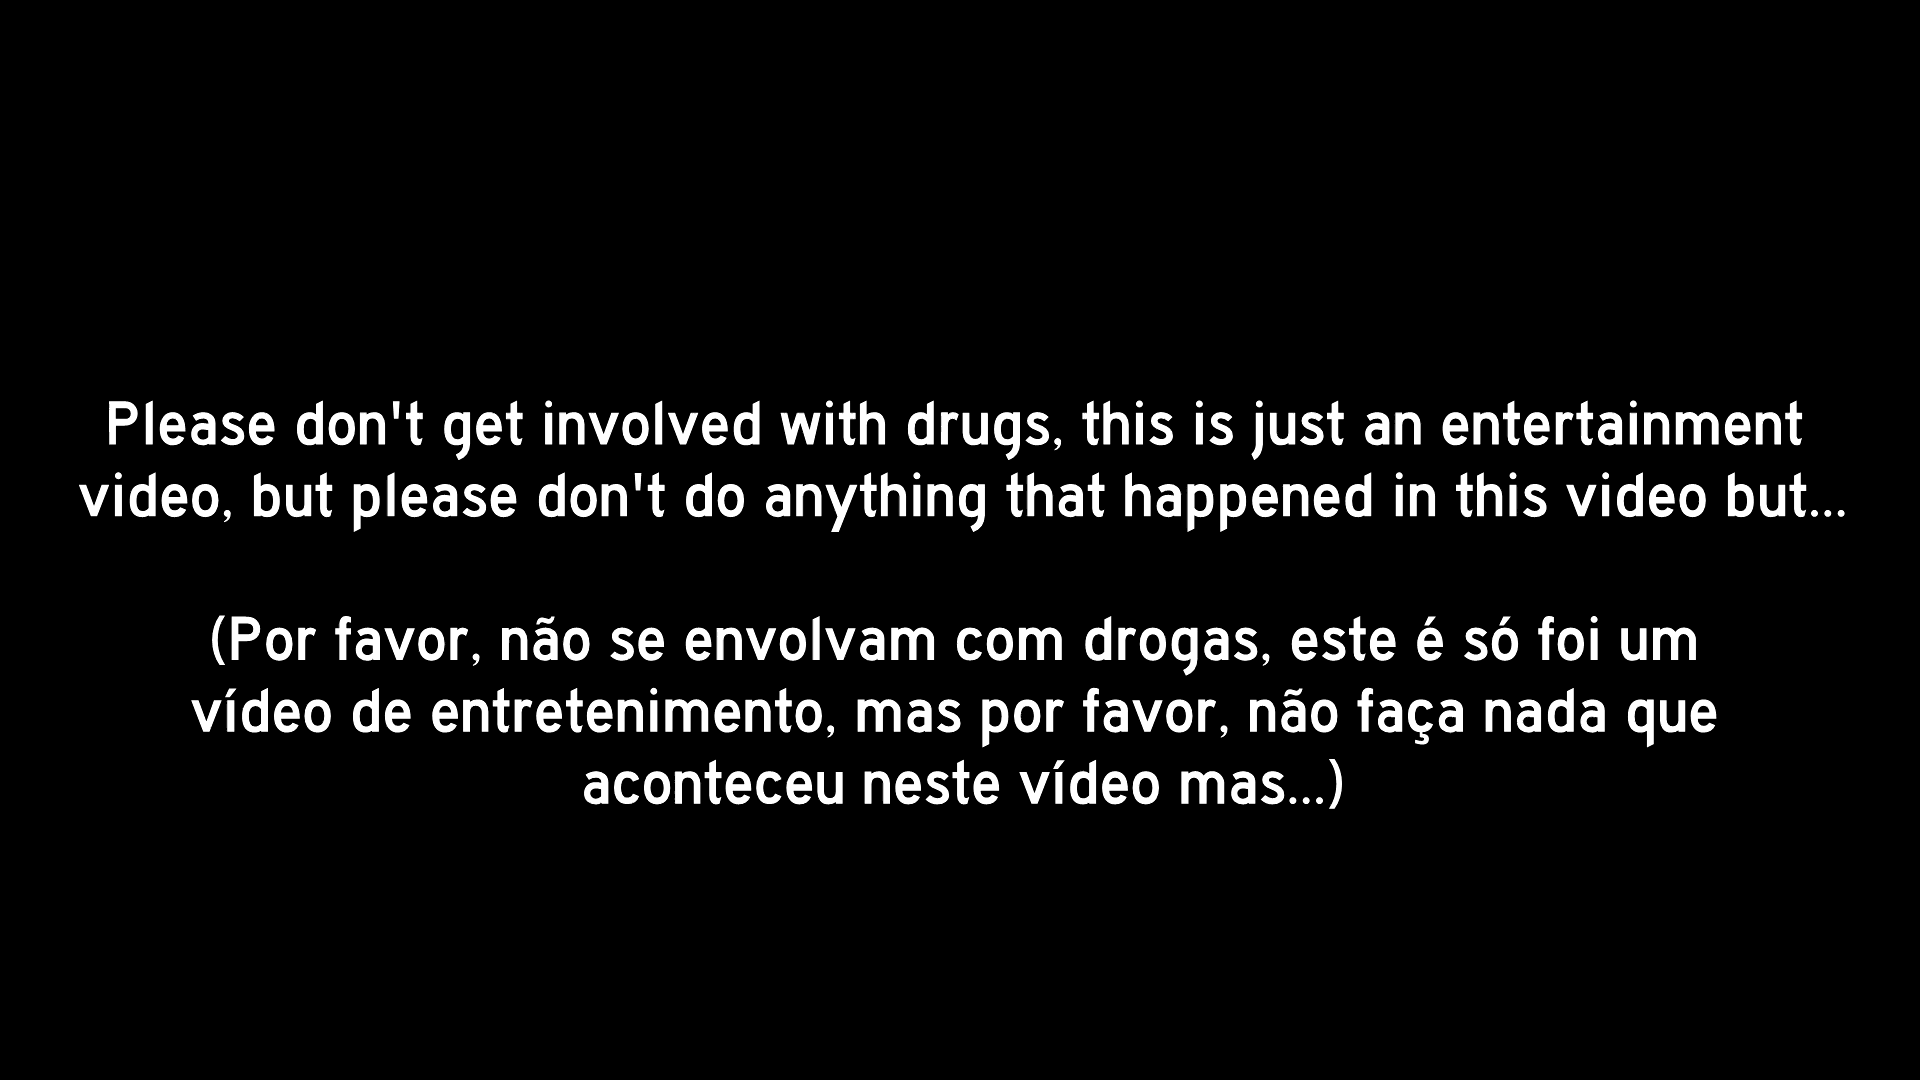 Please don't get involved with drugs, this is just an entertainment
video, but please don't do anything that happened in this video but...
(Por favor, não se envolvam com drogas, este é só foi um
vídeo de entretenimento, mas por favor, não faça nada que
aconteceu neste vídeo mas...)